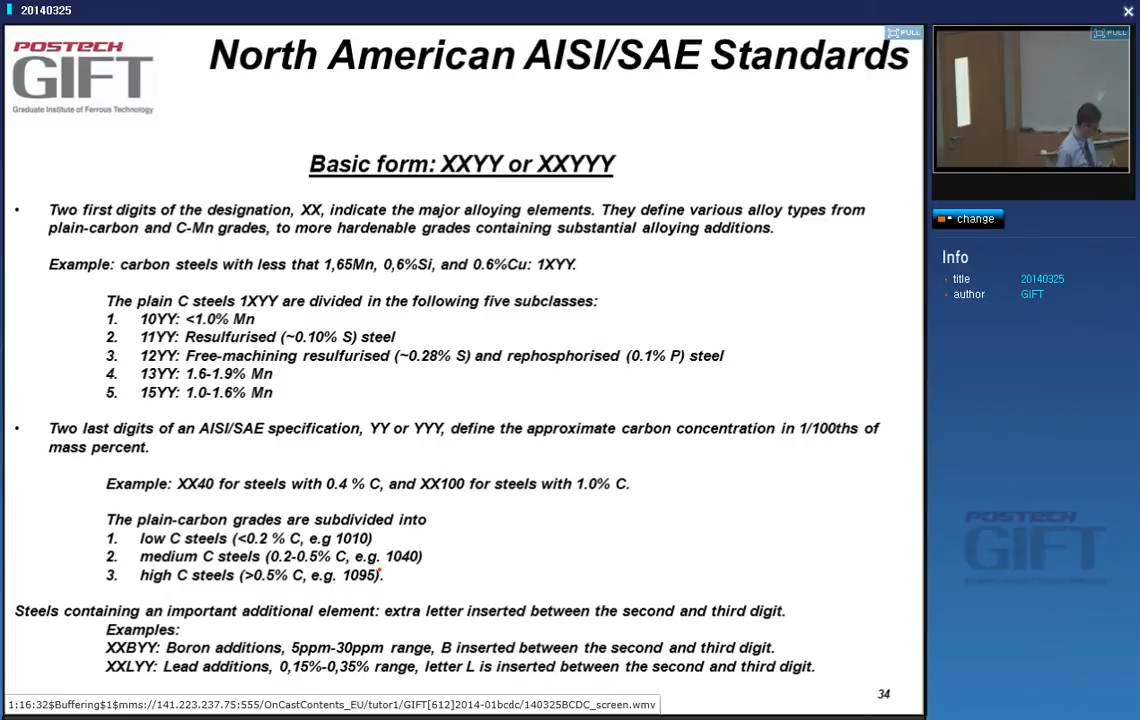 20140325
POSTECH
GIFT
Graduate Institute of Ferrous Technology
North American AISI/SAE Standards
FULL
FULL
Basic form: XXYY or XXYYY
• Two first digits of the designation, XX, indicate the major alloying elements. They define various alloy types from
plain-carbon and C-Mn grades, to more hardenable grades containing substantial alloying additions.
Example: carbon steels with less that 1,65Mn, 0,6%Si, and 0.6%Cu: 1XYY.
The plain C steels 1XYY are divided in the following five subclasses:
1. 10YY: <1.0% Mn
2. 11YY: Resulfurised (~0.10% S) steel
3. 12YY: Free-machining resulfurised (~0.28% S) and rephosphorised (0.1% P) steel
4. 13YY: 1.6-1.9% Mn
5. 15YY: 1.0-1.6% Mn
• Two last digits of an AISI/SAE specification, YY or YYY, define the approximate carbon concentration in 1/100ths of
mass percent.
Example: XX40 for steels with 0.4 % C, and XX100 for steels with 1.0% C.
The plain-carbon grades are subdivided into
1. low C steels (<0.2 % C, e.g 1010)
2. medium C steels (0.2-0.5% C, e.g. 1040)
3. high C steels (>0.5% C, e.g. 1095).
Steels containing an important additional element: extra letter inserted between the second and third digit.
Examples:
XXBYY: Boron additions, 5ppm-30ppm range, B inserted between the second and third digit.
XXLYY: Lead additions, 0,15%-0,35% range, letter L is inserted between the second and third digit.
34
1:16:32$Buffering$1$mms://141.223.237.75:555/OnCastContents_EU/tutor1/GIFT[612]2014-01bcdc/140325BCDC_screen.wmv
change
Info
title 20140325
author GIFT
POSTECH
GIFT
Graduate Institute of Ferrous Technology